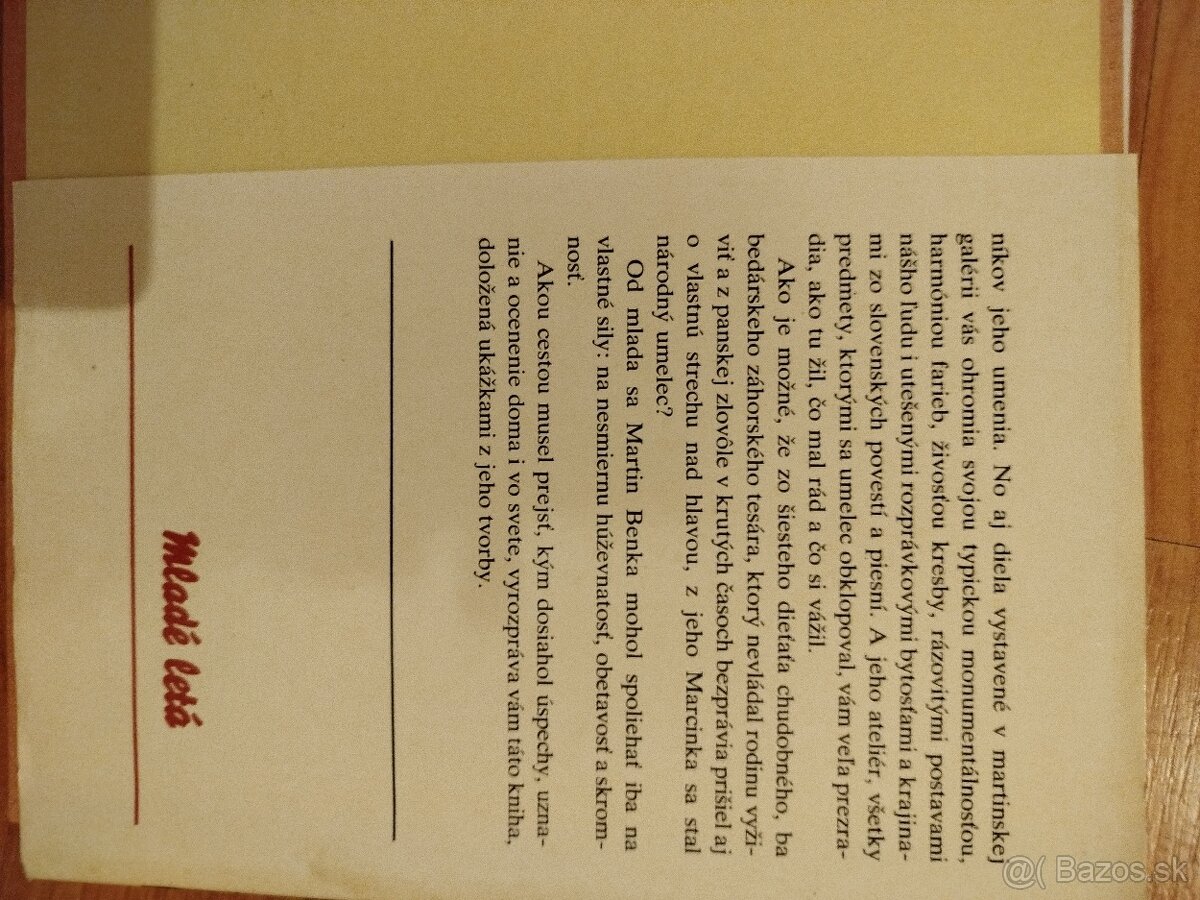 níkov jeho umenia. No aj diela vystavené v martinskej
galérii vás ohromia svojou typickou monumentálnosťou,
harmóniou farieb, živosťou kresby, rázovitými postavami
nášho ľudu i utešenými rozprávkovými bytosťami a krajina-
mi zo slovenských povestí a piesní. A jeho ateliér, všetky
predmety, ktorými sa umelec obklopoval, vám veľa prezra-
dia, ako tu žil, čo mal rád a čo si vážil.
Ako je možné, že zo šiesteho dieťaťa chudobného, ba
bedárskeho záhorského tesára, ktorý nevládal rodinu vyži-
viť a z panskej zlovôle v krutých časoch bezprávia prišiel aj
o vlastnú strechu nad hlavou, z jeho Marcinka sa stal
národný umelec?
Od mlada sa Martin Benka mohol spoliehať iba na
vlastné sily: na nesmiernu húževnatosť, obetavosť a skrom-
nosť.
Akou cestou musel prejsť, kým dosiahol úspechy, uzna-
nie a ocenenie doma i vo svete, vyrozpráva vám táto kniha,
doložená ukážkami z jeho tvorby.
Mladé letá
@( Bazos.sk